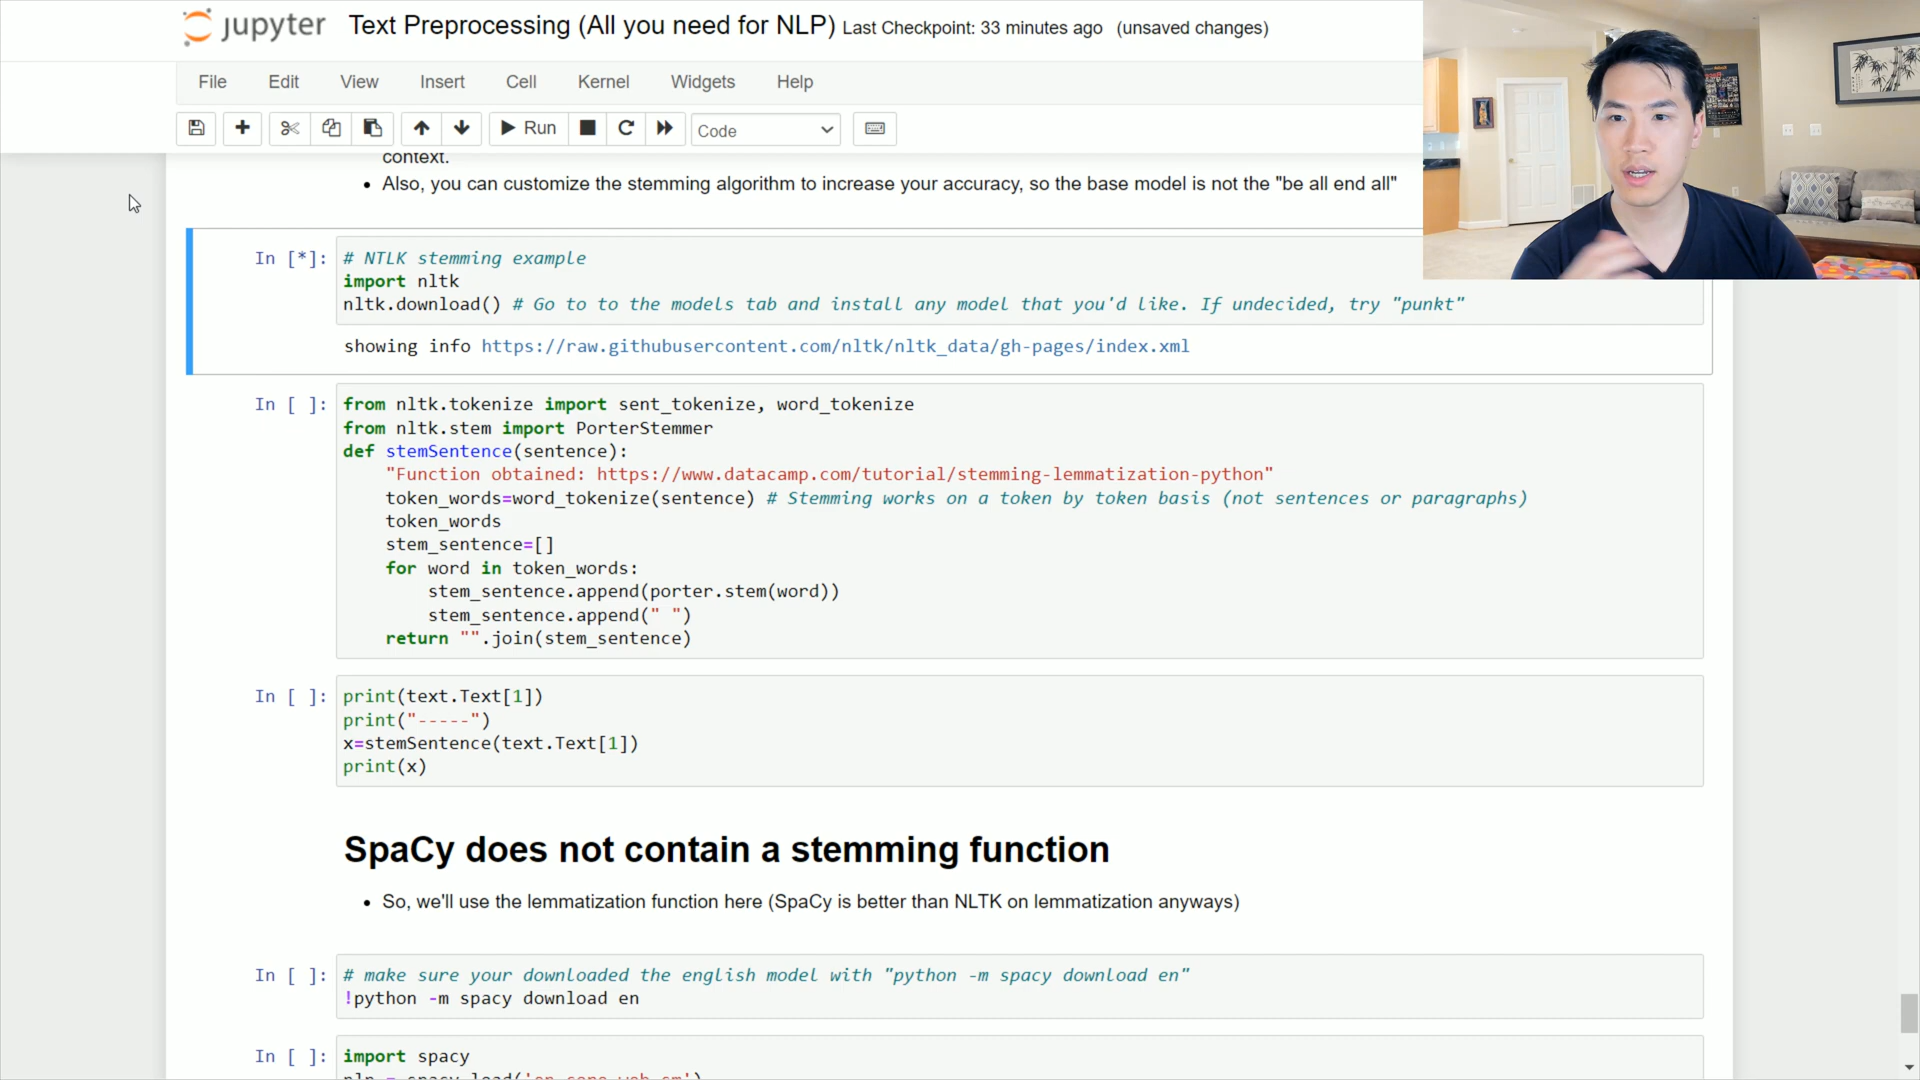 jupyter Text Preprocessing (All you need for NLP) Last Checkpoint: 33 minutes ago (unsaved changes)
File Edit View Insert Cell Kernel Widgets Help
Run Code
context.
• Also, you can customize the stemming algorithm to increase your accuracy, so the base model is not the "be all end all"
In [*]: # NTLK stemming example
import nltk
nltk.download() # Go to to the models tab and install any model that you'd like. If undecided, try "punkt"
showing info https://raw.githubusercontent.com/nltk/nltk_data/gh-pages/index.xml
In [ ]: from nltk.tokenize import sent_tokenize, word_tokenize
from nltk.stem import PorterStemmer
def stemSentence(sentence):
"Function obtained: https://www.datacamp.com/tutorial/stemming-lemmatization-python"
token_words=word_tokenize(sentence) # Stemming works on a token by token basis (not sentences or paragraphs)
token_words
stem_sentence=[]
for word in token_words:
stem_sentence.append(porter.stem(word))
stem_sentence.append(" ")
return "".join(stem_sentence)
In [ ]: print(text.Text[1])
print("-----")
x=stemSentence(text.Text[1])
print(x)
SpaCy does not contain a stemming function
• So, we'll use the lemmatization function here (SpaCy is better than NLTK on lemmatization anyways)
In [ ]: # make sure your downloaded the english model with "python -m spacy download en"
!python -m spacy download en
In [ ]: import spacy